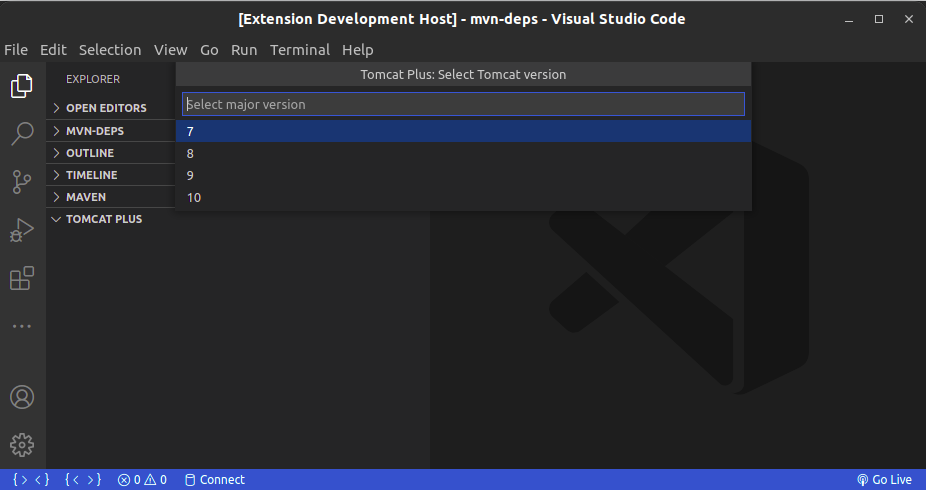 [Extension Development Host] - mvn-deps - Visual Studio Code
File Edit Selection View Go Run Terminal Help
EXPLORER
OPEN EDITORS
MVN-DEPS
OUTLINE
TIMELINE
MAVEN
TOMCAT PLUS
Tomcat Plus: Select Tomcat version
Select major version
7
8
9
10
{ > < } { < > } 0 0 Connect Go Live